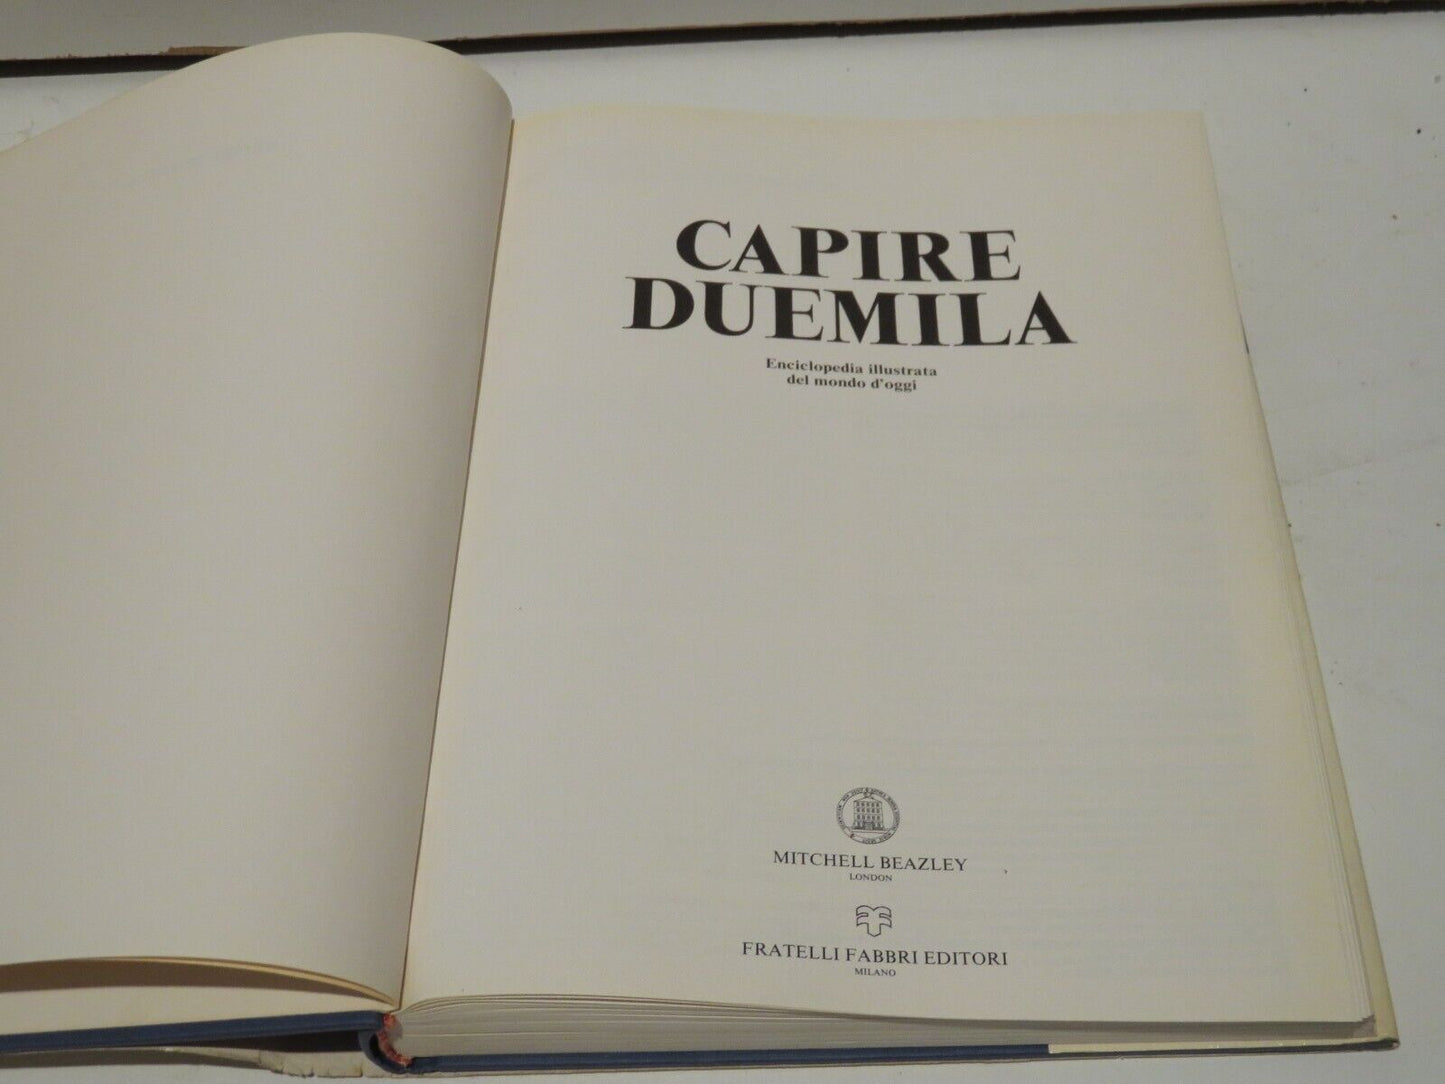 CAPIRE
DUEMILA
Enciclopedia illustrata
del mondo d'oggi
MITCHELL BEAZLEY
LONDON
FRATELLI FABBRI EDITORI
MILANO